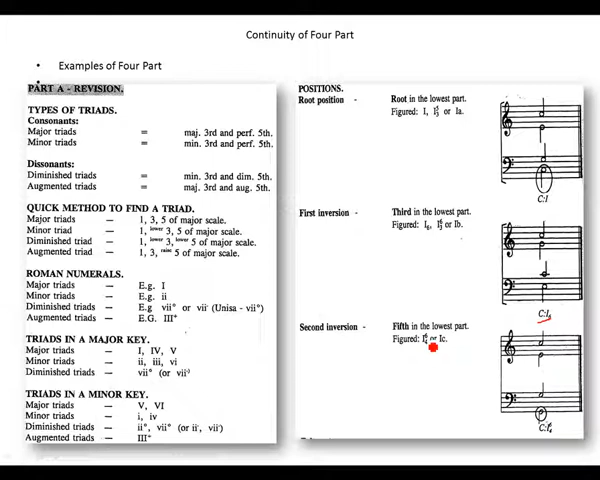 Continuity of Four Part
• Examples of Four Part
•
PART A - REVISION.
TYPES OF TRIADS.
Consonants:
Major triads = maj. 3rd and perf. 5th.
Minor triads = min. 3rd and perf. 5th.
Dissonants:
Diminished triads = min. 3rd and dim. 5th.
Augmented triads = maj. 3rd and aug. 5th.
QUICK METHOD TO FIND A TRIAD.
Major triads — 1, 3, 5 of major scale.
Minor triad — 1, lower 3, 5 of major scale.
Diminished triad — 1, lower 3, lower 5 of major scale.
Augmented triad — 1, 3, raise 5 of major scale.
ROMAN NUMERALS.
Major triads — E.g. I
Minor triads — E.g. ii
Diminished triads — E.g vii° or vii· (Unisa - vii°)
Augmented triads — E.G. III⁺
TRIADS IN A MAJOR KEY.
Major triads — I, IV, V
Minor triads — ii, iii, vi
Diminished triads — vii° (or vii·)
TRIADS IN A MINOR KEY.
Major triads — V, VI
Minor triads — i, iv
Diminished triads — ii°, vii° (or ii·, vii·)
Augmented triads — III⁺
POSITIONS.
Root position - Root in the lowest part.
Figured: I, I⁵₃ or Ia.
C:I
First inversion - Third in the lowest part.
Figured: I₆, I⁶₃ or Ib.
C:I₆
Second inversion - Fifth in the lowest part.
Figured: I⁶₄ or Ic.
C:I⁶₄